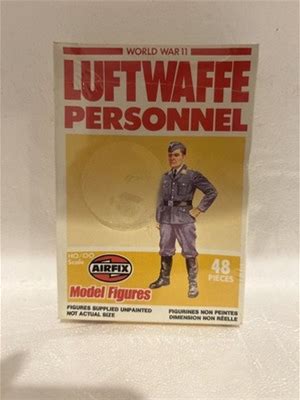 WORLD WAR 11
LUFTWAFFE
PERSONNEL
HO/OO
Scale
AIRFIX
Model Figures
48
PIECES
FIGURES SUPPLIED UNPAINTED
NOT ACTUAL SIZE
FIGURINES NON PEINTES
DIMENSION NON RÉELLE